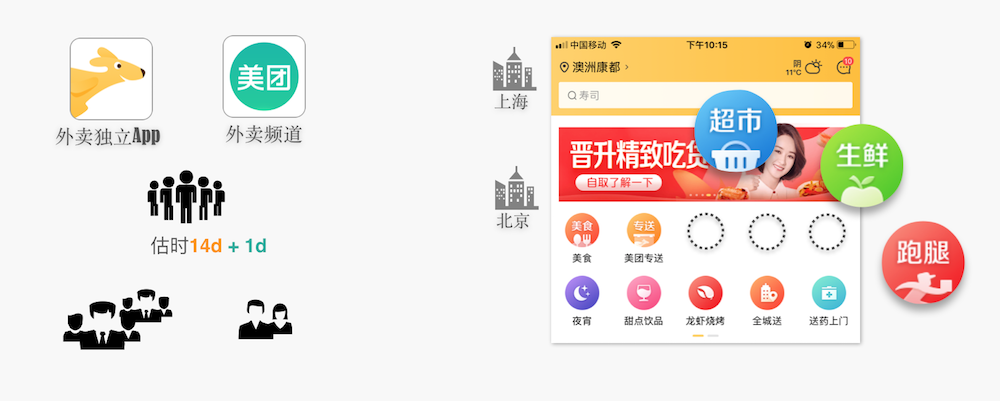 美团
外卖独立App
外卖频道
估时14d + 1d
上海
北京
中国移动
下午10:15
34%
澳洲康都
阴
11°C
10
寿司
晋升精致吃货
自取了解一下
超市
生鲜
跑腿
美食
专送
美食
美团专送
夜宵
甜点饮品
龙虾烧烤
全城送
送药上门